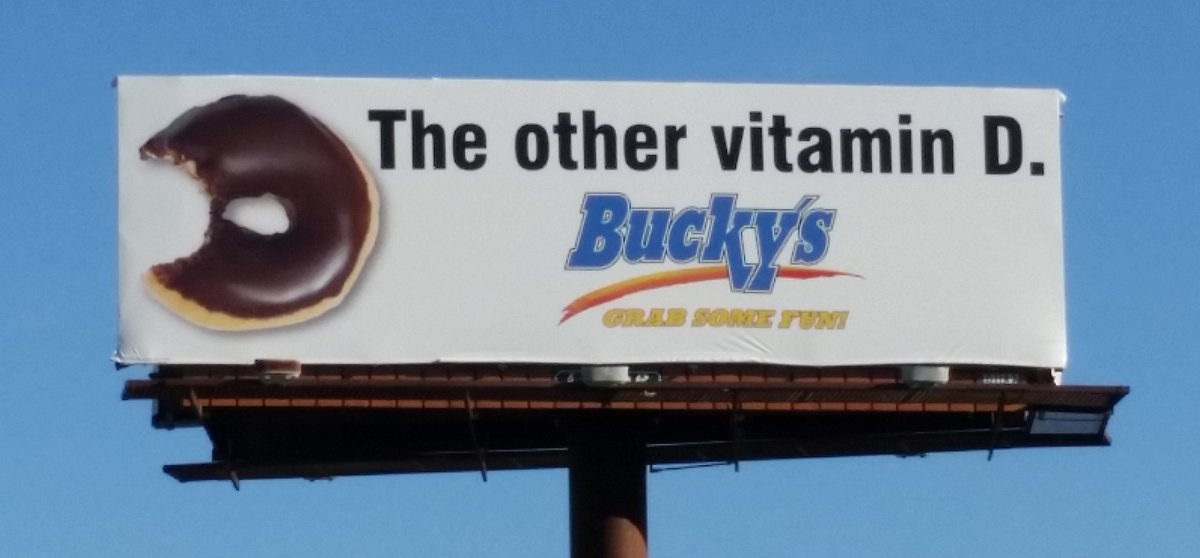 The other vitamin D.
Bucky's
GRAB SOME FUN!